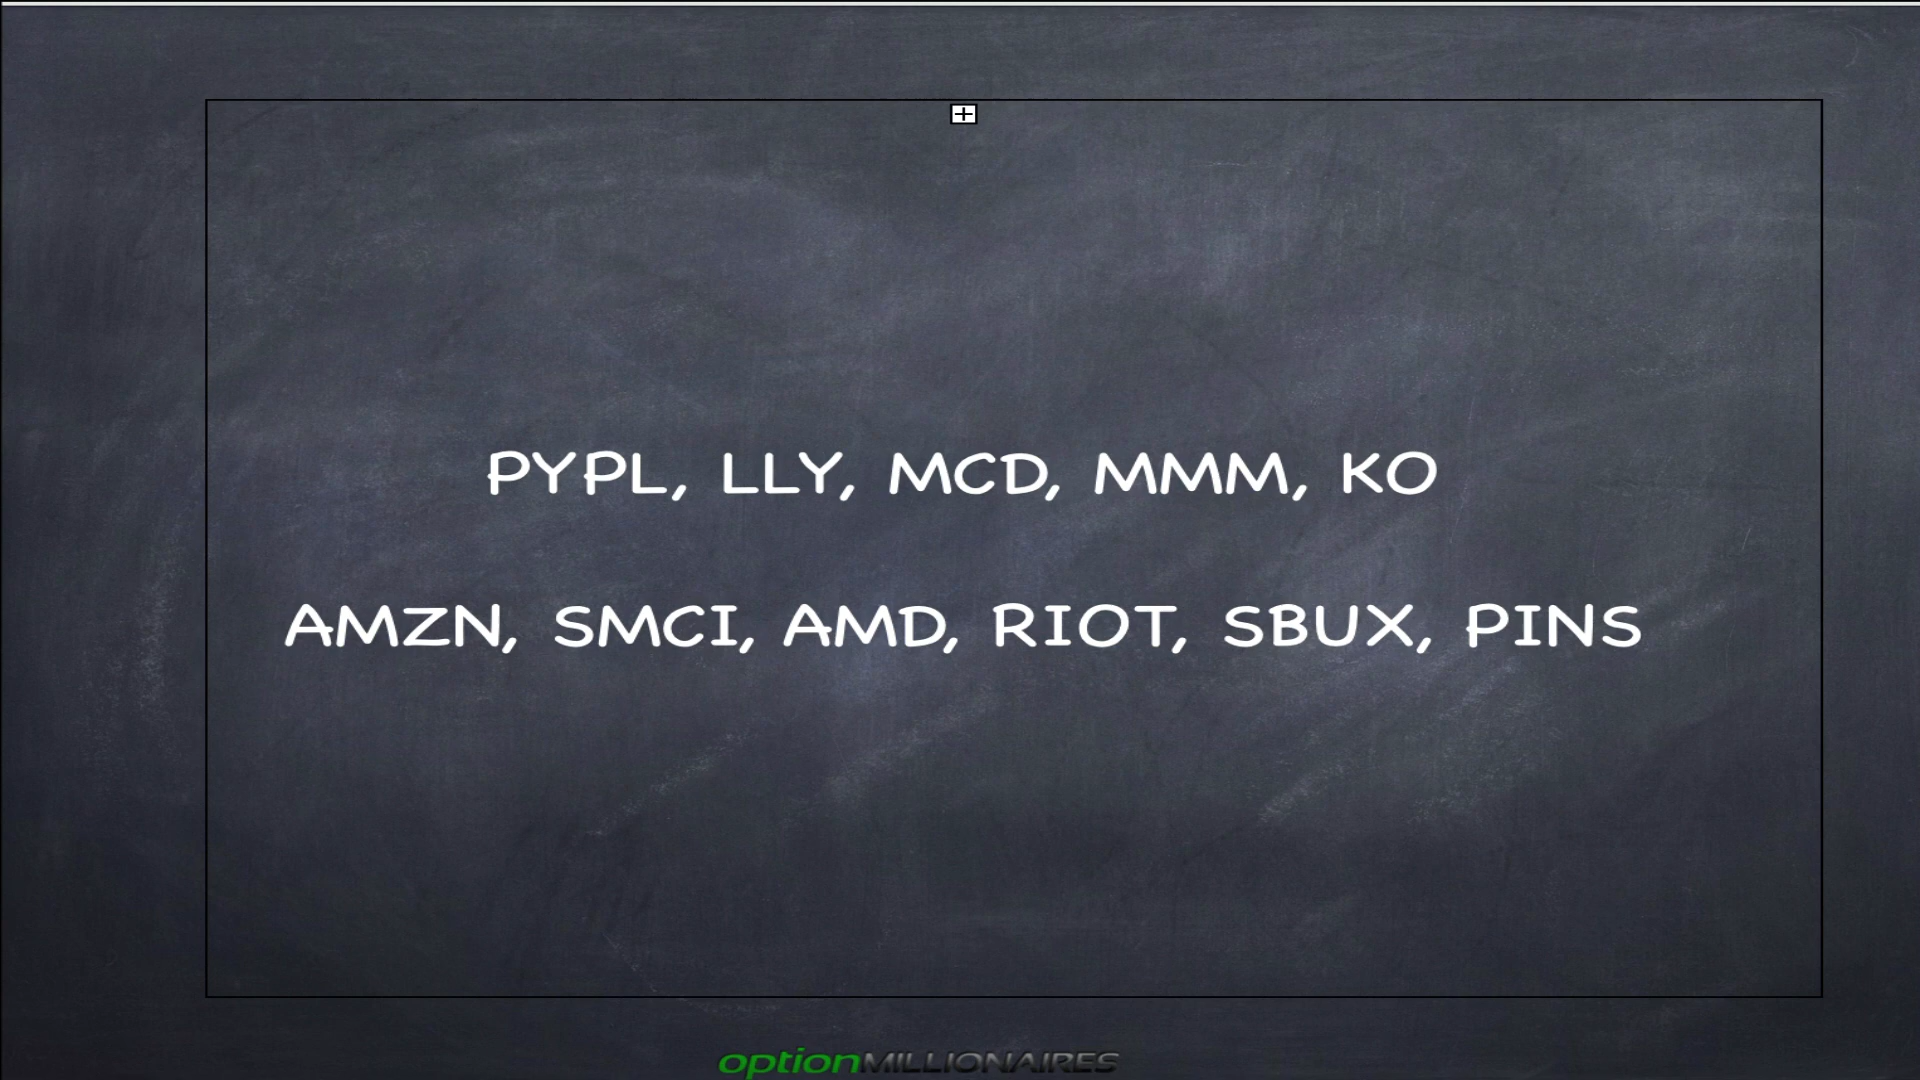 PYPL, LLY, MCD, MMM, KO
AMZN, SMCI, AMD, RIOT, SBUX, PINS
optionMILLIONAIRES